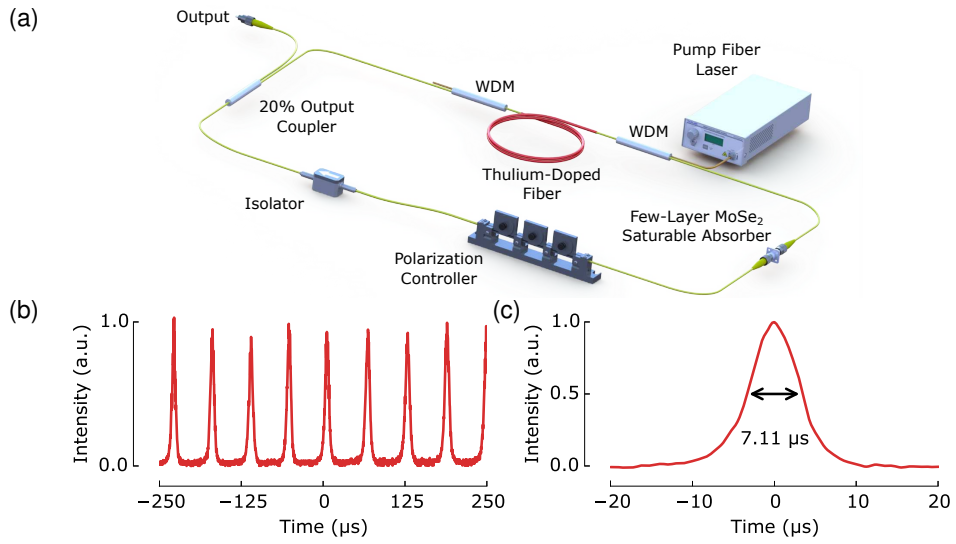 (a)
Output
20% Output
Coupler
WDM
Pump Fiber
Laser
WDM
Thulium-Doped
Fiber
Isolator
Few-Layer MoSe₂
Saturable Absorber
Polarization
Controller
(b)
Intensity (a.u.)
1.0
0.0
−250
−125
0
125
250
Time (µs)
(c)
Intensity (a.u.)
1.0
0.5
0.0
7.11 µs
−20
−10
0
10
20
Time (µs)